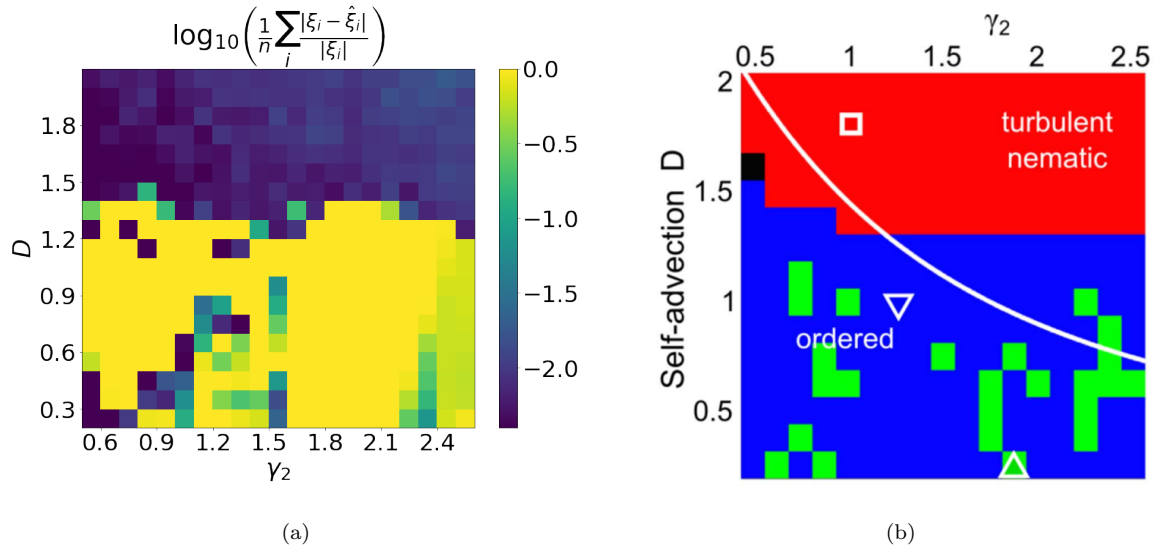 log₁₀(1/n ∑ᵢ |ξᵢ − ξ̂ᵢ| / |ξᵢ|)
0.0
−0.5
−1.0
−1.5
−2.0
D
1.8
1.5
1.2
0.9
0.6
0.3
0.6 0.9 1.2 1.5 1.8 2.1 2.4
γ₂
(a)
γ₂
0.5 1 1.5 2 2.5
2
1.5
1
0.5
Self-advection D
turbulent
nematic
ordered
(b)